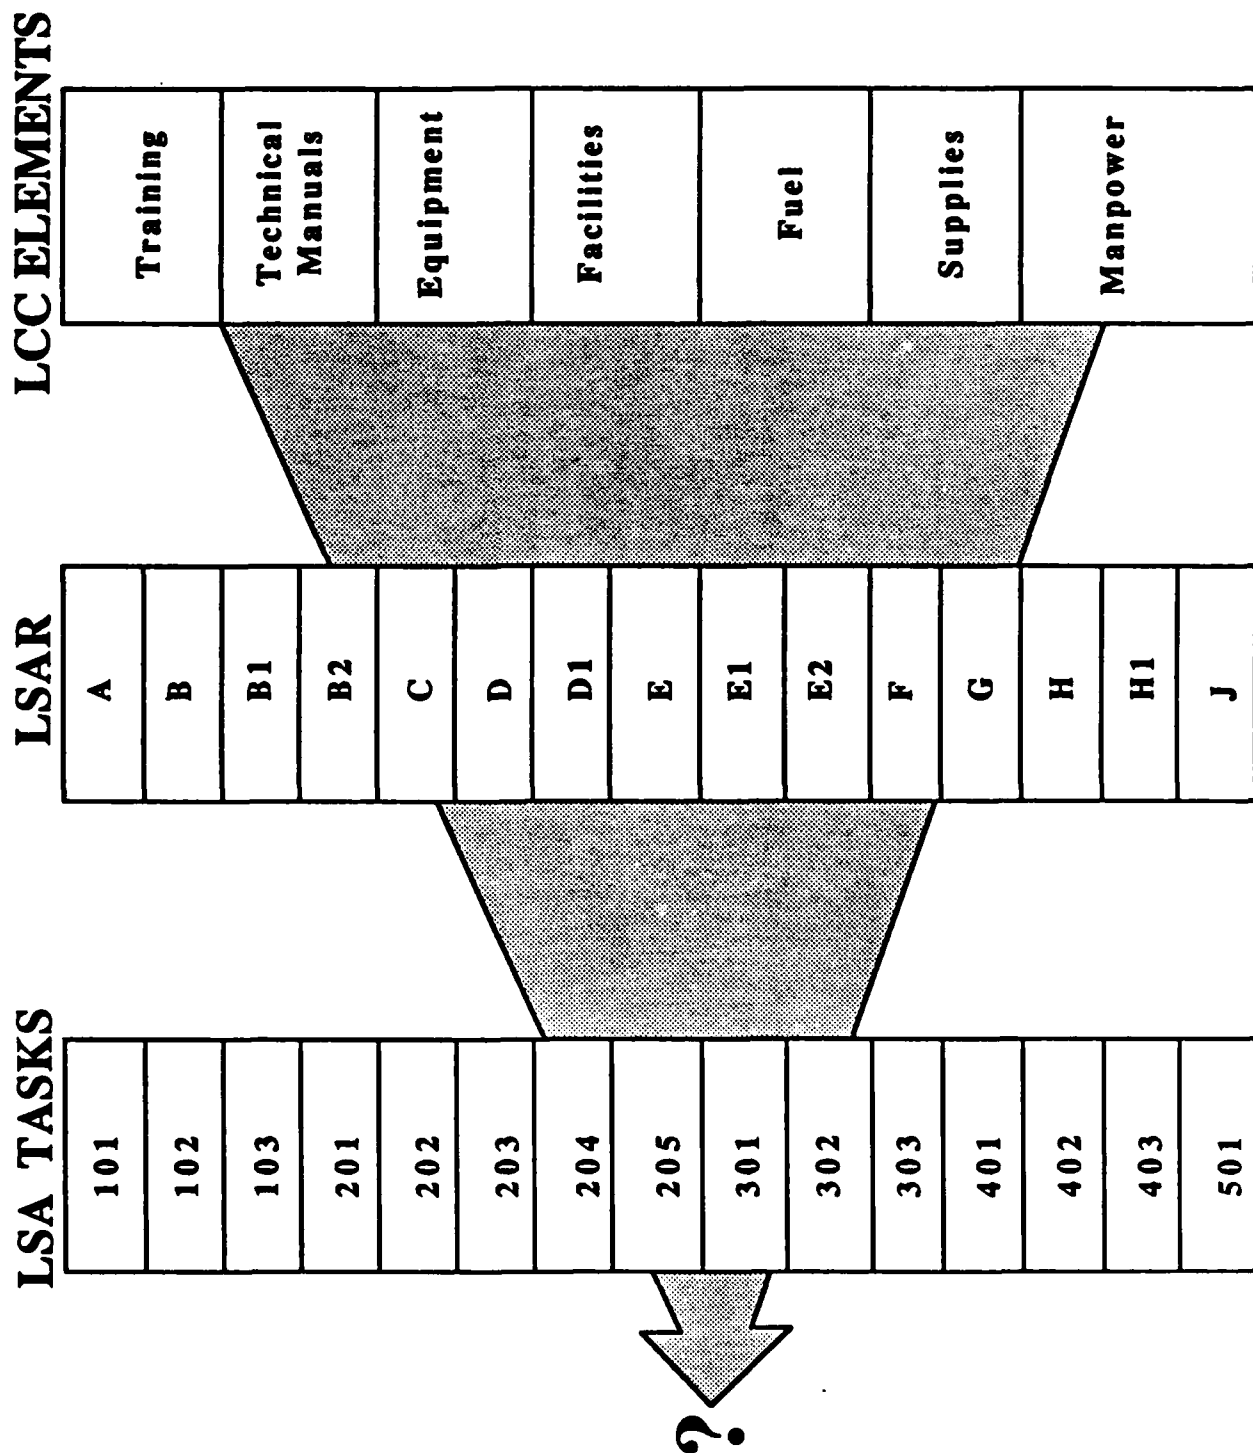 LCC ELEMENTS
Training
Technical
Manuals
Equipment
Facilities
Fuel
Supplies
Manpower
LSAR
A
B
B1
B2
C
D
D1
E
E1
E2
F
G
H
H1
J
LSA TASKS
101
102
103
201
202
203
204
205
301
302
303
401
402
403
501
?